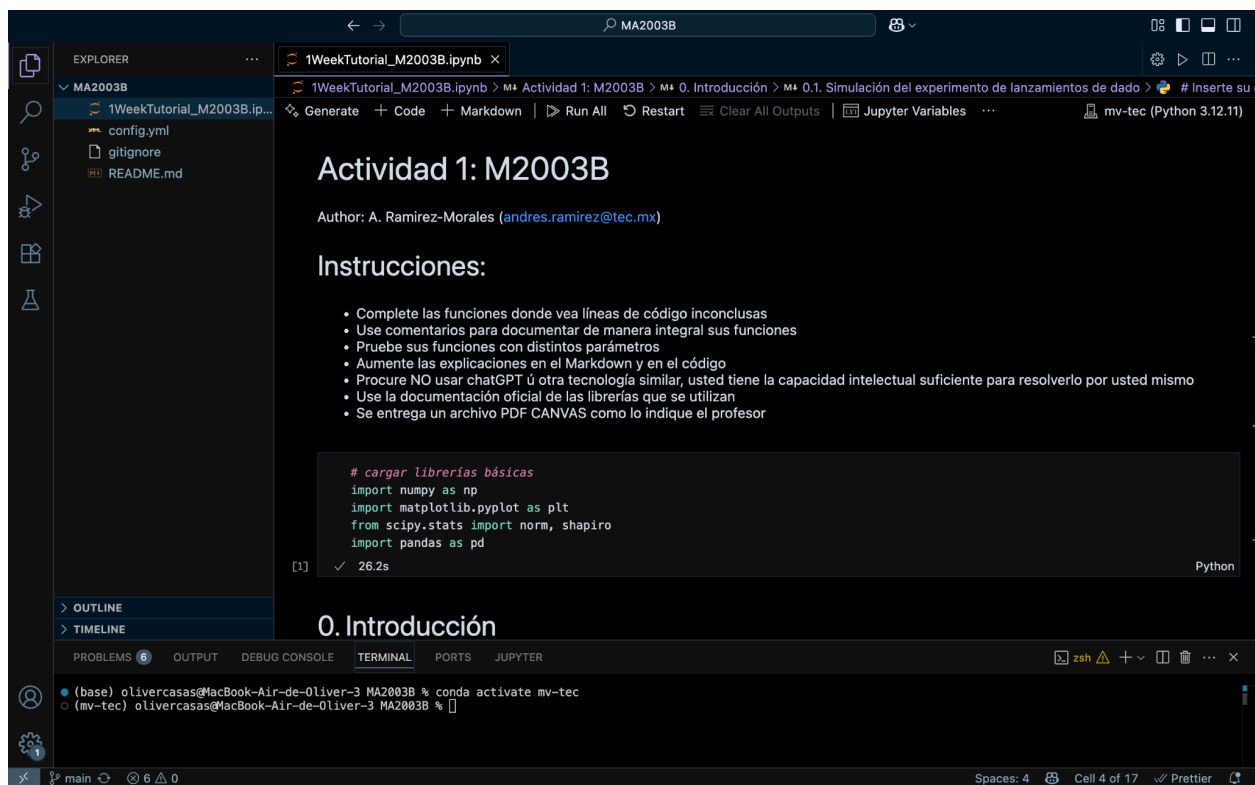 MA2003B
EXPLORER
MA2003B
1WeekTutorial_M2003B.ip...
config.yml
gitignore
README.md
OUTLINE
TIMELINE
1WeekTutorial_M2003B.ipynb
1WeekTutorial_M2003B.ipynb > M↓ Actividad 1: M2003B > M↓ 0. Introducción > M↓ 0.1. Simulación del experimento de lanzamientos de dado > # Inserte su
Generate + Code + Markdown | Run All Restart Clear All Outputs | Jupyter Variables ... mv-tec (Python 3.12.11)
Actividad 1: M2003B
Author: A. Ramirez-Morales (andres.ramirez@tec.mx)
Instrucciones:
• Complete las funciones donde vea líneas de código inconclusas
• Use comentarios para documentar de manera integral sus funciones
• Pruebe sus funciones con distintos parámetros
• Aumente las explicaciones en el Markdown y en el código
• Procure NO usar chatGPT ú otra tecnología similar, usted tiene la capacidad intelectual suficiente para resolverlo por usted mismo
• Use la documentación oficial de las librerías que se utilizan
• Se entrega un archivo PDF CANVAS como lo indique el profesor
# cargar librerías básicas
import numpy as np
import matplotlib.pyplot as plt
from scipy.stats import norm, shapiro
import pandas as pd
[1] ✓ 26.2s Python
0. Introducción
PROBLEMS 6 OUTPUT DEBUG CONSOLE TERMINAL PORTS JUPYTER zsh
(base) olivercasas@MacBook-Air-de-Oliver-3 MA2003B % conda activate mv-tec
(mv-tec) olivercasas@MacBook-Air-de-Oliver-3 MA2003B %
1
main 6 0 Spaces: 4 Cell 4 of 17 Prettier